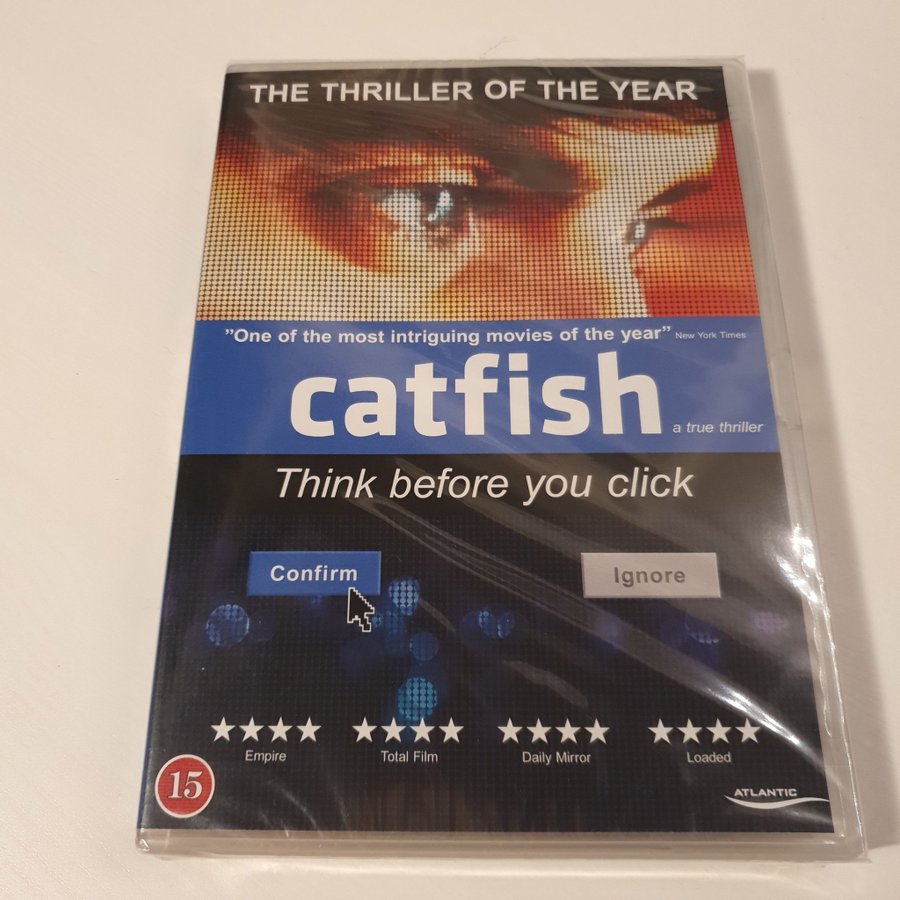 THE THRILLER OF THE YEAR
”One of the most intriguing movies of the year” New York Times
catfish
a true thriller
Think before you click
Confirm Ignore
★★★★ ★★★★ ★★★★ ★★★★
Empire Total Film Daily Mirror Loaded
15
ATLANTIC